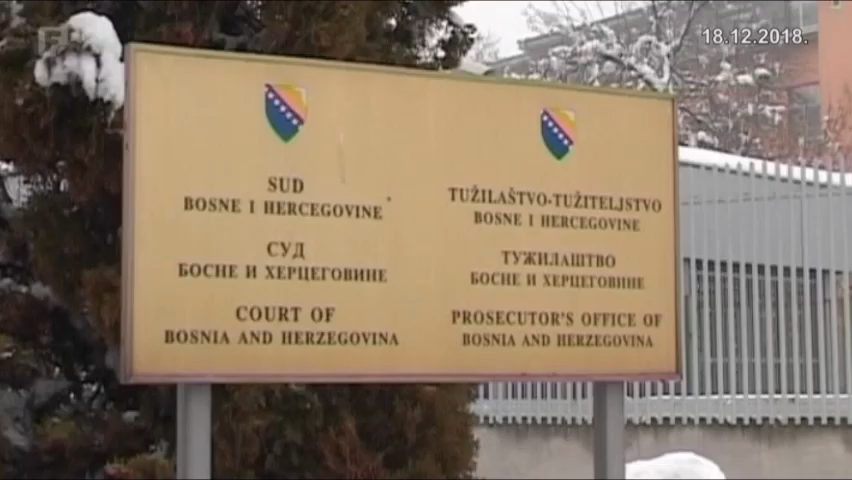 18.12.2018.
SUD
BOSNE I HERCEGOVINE
СУД
БОСНЕ И ХЕРЦЕГОВИНЕ
COURT OF
BOSNIA AND HERZEGOVINA
TUŽILAŠTVO-TUŽITELJSTVO
BOSNE I HERCEGOVINE
ТУЖИЛАШТВО
БОСНЕ И ХЕРЦЕГОВИНЕ
PROSECUTOR'S OFFICE OF
BOSNIA AND HERZEGOVINA